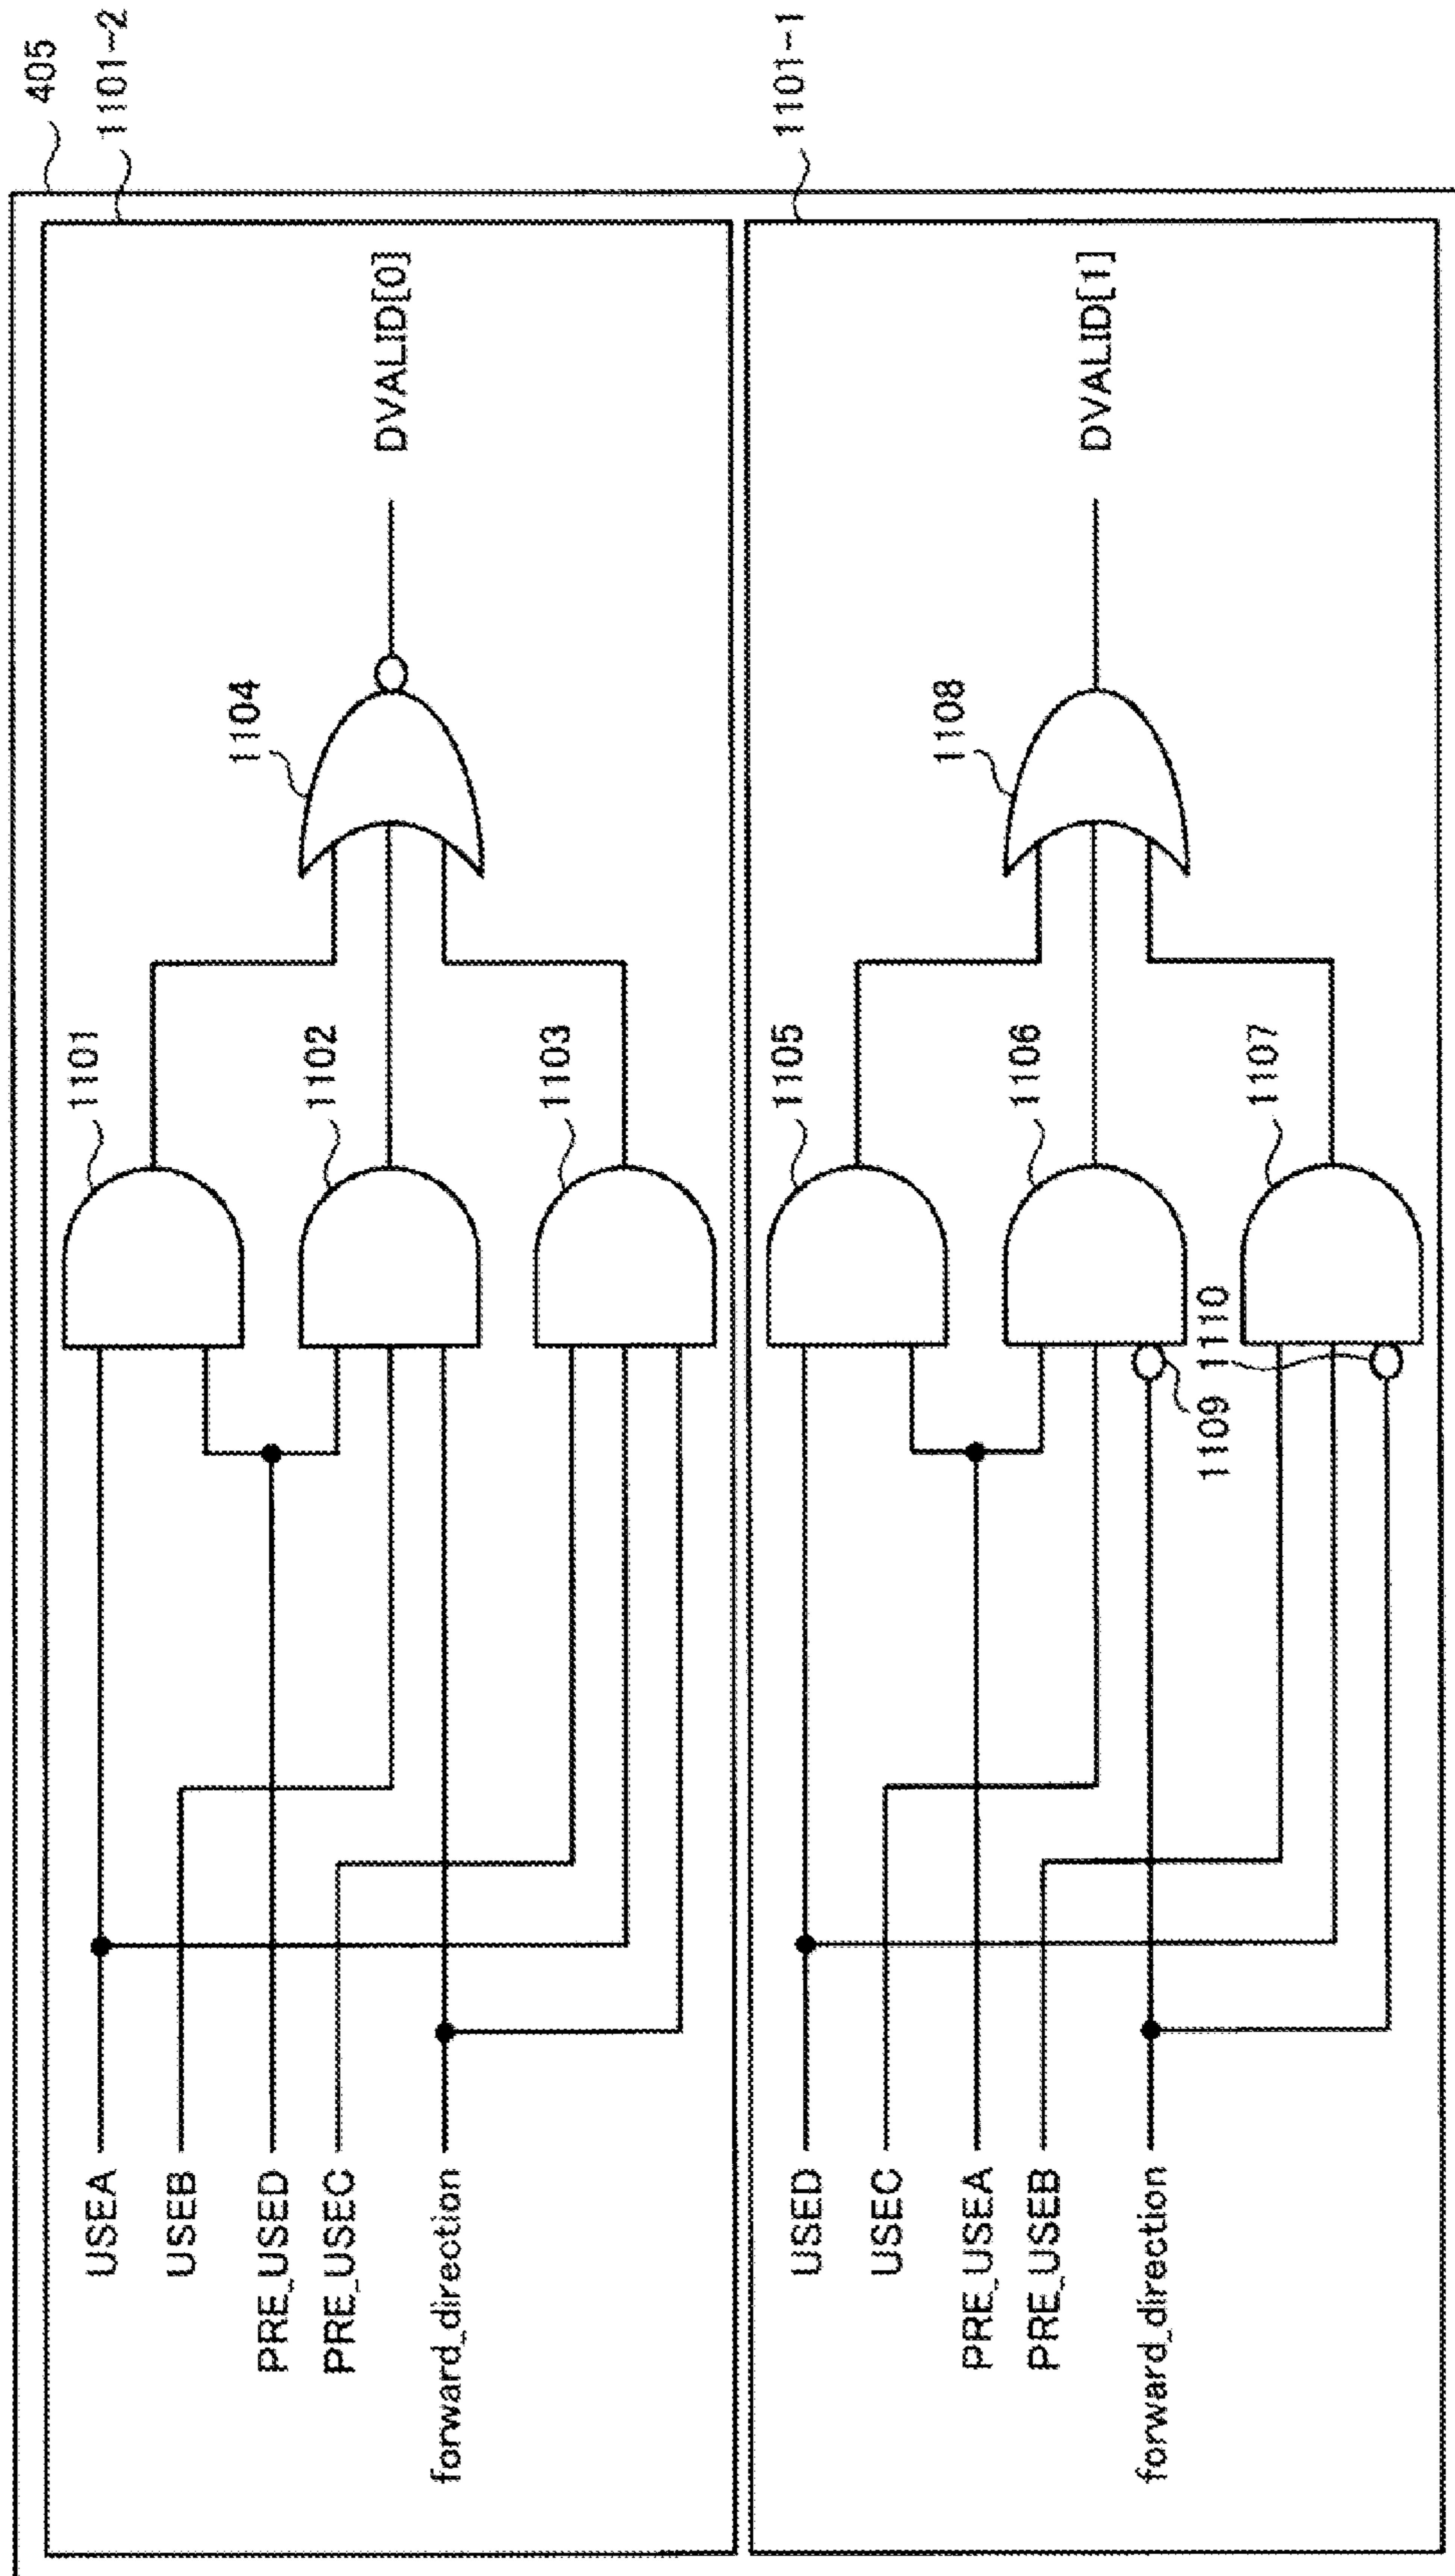 405
1101-2
USEA
USEB
PRE_USED
PRE_USEC
forward_direction
1101
1102
1103
1104
DVALID[0]
1101-1
USED
USEC
PRE_USEA
PRE_USEB
forward_direction
1105
1106
1107
1109
1110
1108
DVALID[1]